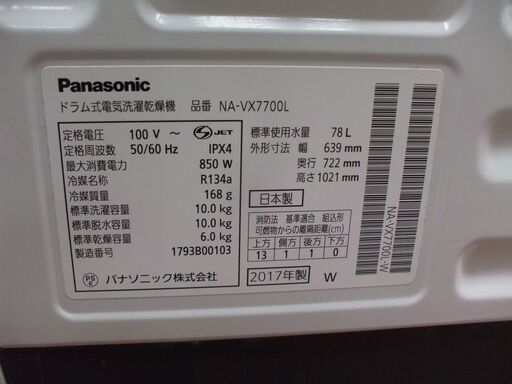 Panasonic
ドラム式電気洗濯乾燥機 品番 NA-VX7700L
定格電圧 100 V ～
定格周波数 50/60 Hz IPX4
最大消費電力 850 W
冷媒名称 R134a
冷媒質量 168 g
標準洗濯容量 10.0 kg
標準脱水容量 10.0 kg
標準乾燥容量 6.0 kg
製造番号 1793B00103
PS
E
パナソニック株式会社
JET
標準使用水量 78 L
外形寸法 幅 639 mm
奥行 722 mm
高さ 1021 mm
日本製
消防法 基準適合 組込形
可燃物からの離隔距離(cm)
上方 側方 後方 下方
13 1 1 0
2017年製 W
NA-VX7700L-W